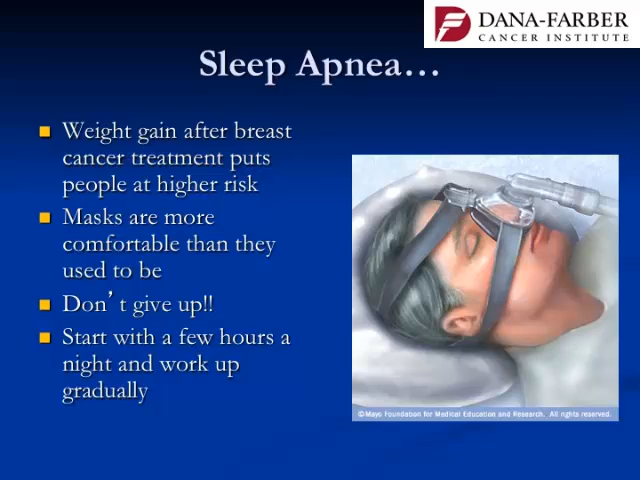 DANA-FARBER
CANCER INSTITUTE
Sleep Apnea…
Weight gain after breast
cancer treatment puts
people at higher risk
Masks are more
comfortable than they
used to be
Don’ t give up!!
Start with a few hours a
night and work up
gradually
©Mayo Foundation for Medical Education and Research. All rights reserved.